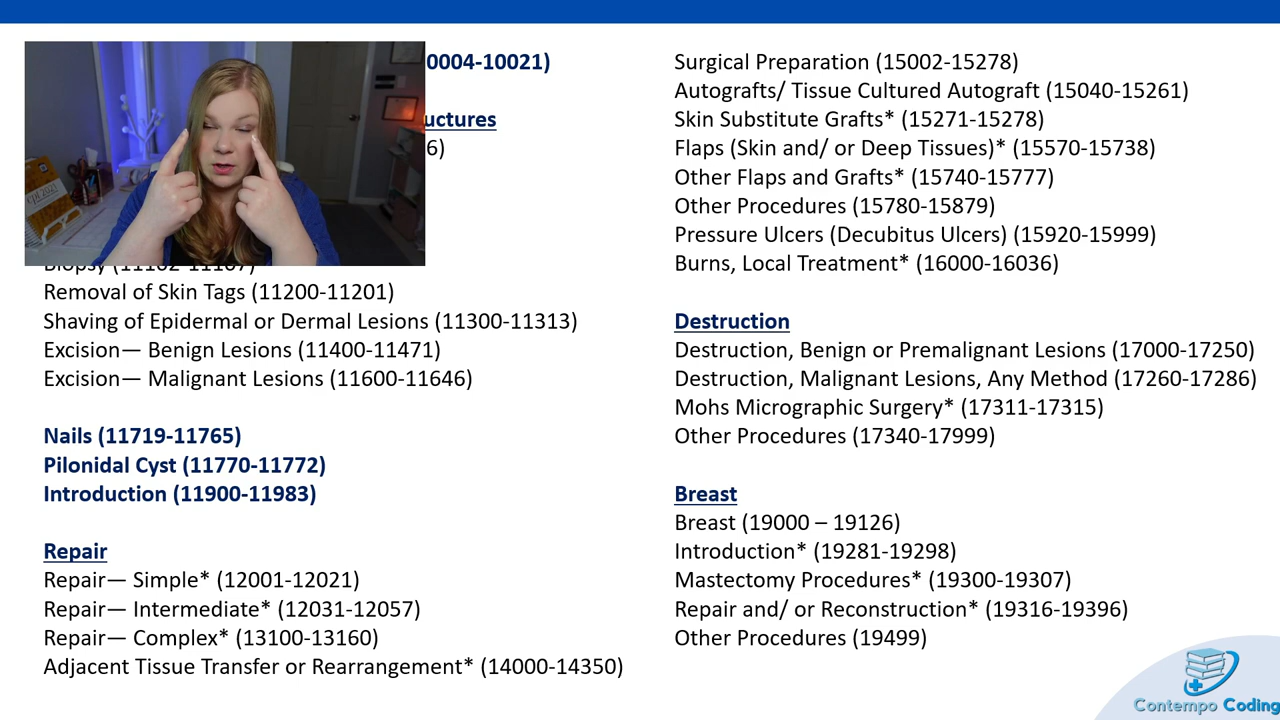 0004-10021)
uctures
6)
Biopsy (11102-11107)
Removal of Skin Tags (11200-11201)
Shaving of Epidermal or Dermal Lesions (11300-11313)
Excision— Benign Lesions (11400-11471)
Excision— Malignant Lesions (11600-11646)
Nails (11719-11765)
Pilonidal Cyst (11770-11772)
Introduction (11900-11983)
Repair
Repair— Simple* (12001-12021)
Repair— Intermediate* (12031-12057)
Repair— Complex* (13100-13160)
Adjacent Tissue Transfer or Rearrangement* (14000-14350)
Surgical Preparation (15002-15278)
Autografts/ Tissue Cultured Autograft (15040-15261)
Skin Substitute Grafts* (15271-15278)
Flaps (Skin and/ or Deep Tissues)* (15570-15738)
Other Flaps and Grafts* (15740-15777)
Other Procedures (15780-15879)
Pressure Ulcers (Decubitus Ulcers) (15920-15999)
Burns, Local Treatment* (16000-16036)
Destruction
Destruction, Benign or Premalignant Lesions (17000-17250)
Destruction, Malignant Lesions, Any Method (17260-17286)
Mohs Micrographic Surgery* (17311-17315)
Other Procedures (17340-17999)
Breast
Breast (19000 – 19126)
Introduction* (19281-19298)
Mastectomy Procedures* (19300-19307)
Repair and/ or Reconstruction* (19316-19396)
Other Procedures (19499)
Contempo Coding